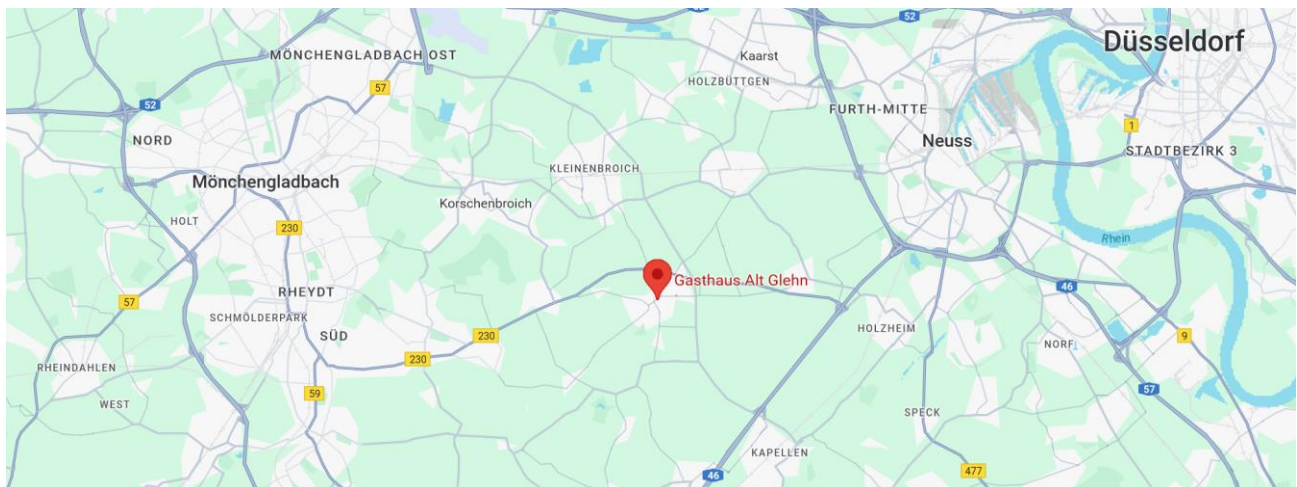 52
Düsseldorf
MÖNCHENGLADBACH OST
Kaarst
HOLZBÜTTGEN
57
52
FURTH-MITTE
1
NORD
Neuss
STADTBEZIRK 3
KLEINENBROICH
Mönchengladbach
Korschenbroich
HOLT
230
Rhein
Gasthaus Alt Glehn
46
RHEYDT
57
SCHMÖLDERPARK
HOLZHEIM
SÜD
230
9
NORF
230
RHEINDAHLEN
57
59
WEST
SPECK
KAPELLEN
477
46